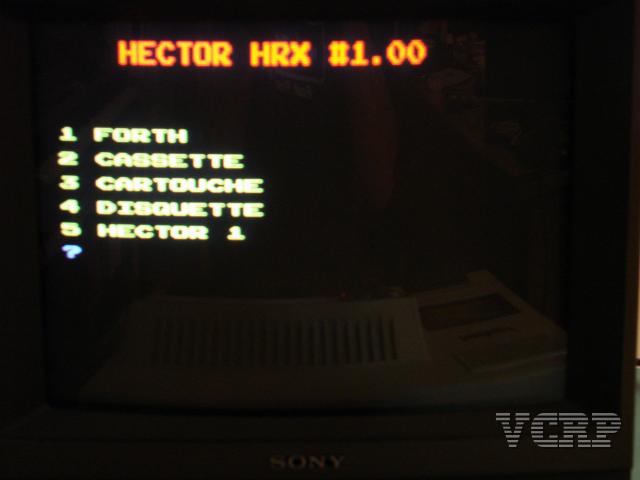 HECTOR HRX #1.00
1 FORTH
2 CASSETTE
3 CARTOUCHE
4 DISQUETTE
5 HECTOR 1
?
VCRP
SONY